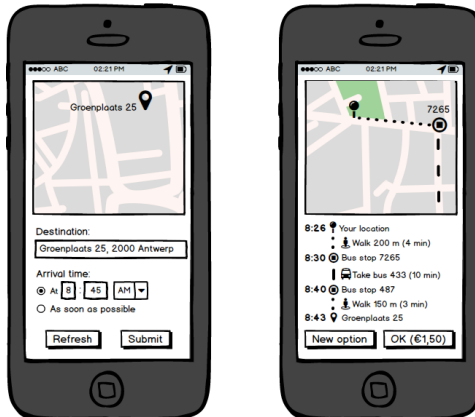 ABC 02:21 PM
Groenplaats 25
Destination:
Groenplaats 25, 2000 Antwerp
Arrival time:
At 8 : 45 AM
As soon as possible
Refresh Submit
ABC 02:21 PM
7265
8:26 Your location
Walk 200 m (4 min)
8:30 Bus stop 7265
Take bus 433 (10 min)
8:40 Bus stop 487
Walk 150 m (3 min)
8:43 Groenplaats 25
New option OK (€1,50)